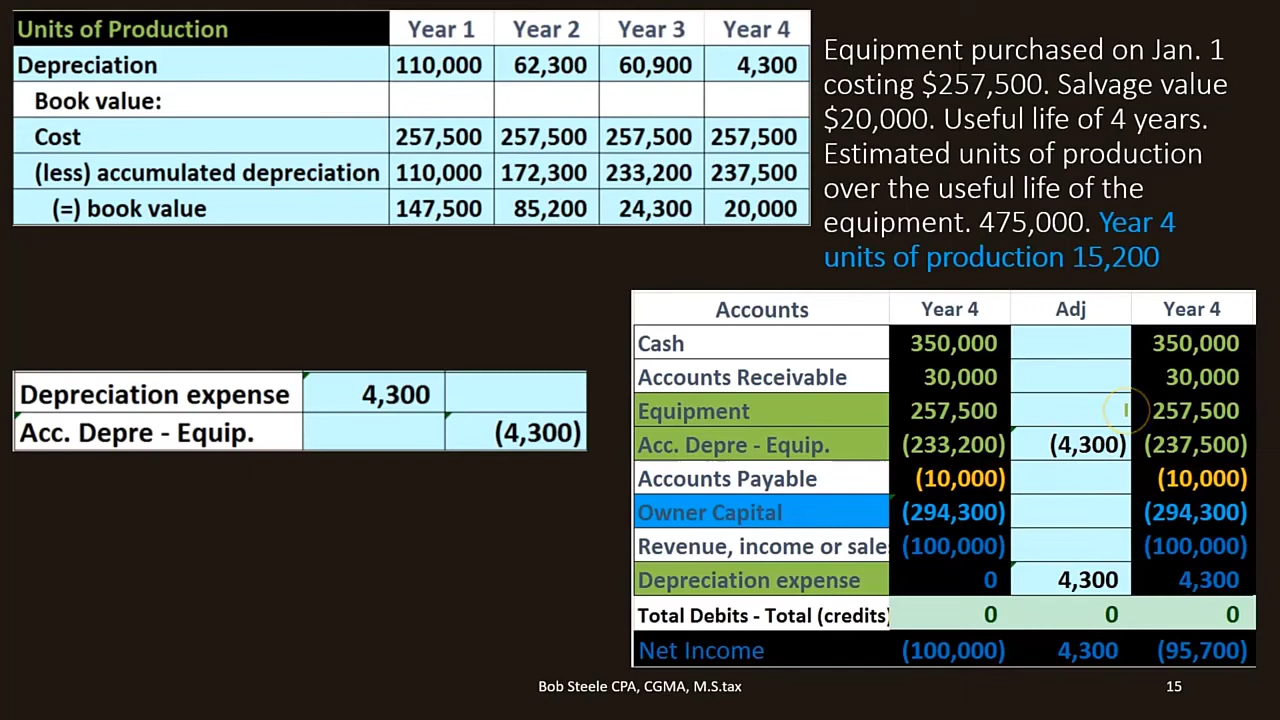 Units of Production Year 1 Year 2 Year 3 Year 4
Depreciation 110,000 62,300 60,900 4,300
Book value:
Cost 257,500 257,500 257,500 257,500
(less) accumulated depreciation 110,000 172,300 233,200 237,500
(=) book value 147,500 85,200 24,300 20,000
Equipment purchased on Jan. 1
costing $257,500. Salvage value
$20,000. Useful life of 4 years.
Estimated units of production
over the useful life of the
equipment. 475,000. Year 4
units of production 15,200
Depreciation expense 4,300
Acc. Depre - Equip. (4,300)
Accounts Year 4 Adj Year 4
Cash 350,000 350,000
Accounts Receivable 30,000 30,000
Equipment 257,500 257,500
Acc. Depre - Equip. (233,200) (4,300) (237,500)
Accounts Payable (10,000) (10,000)
Owner Capital (294,300) (294,300)
Revenue, income or sale (100,000) (100,000)
Depreciation expense 0 4,300 4,300
Total Debits - Total (credits) 0 0 0
Net Income (100,000) 4,300 (95,700)
Bob Steele CPA, CGMA, M.S.tax 15